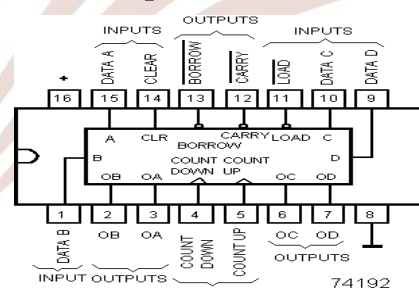 OUTPUTS
INPUTS INPUTS
DATA A CLEAR BORROW CARRY LOAD DATA C DATA D
+
16 15 14 13 12 11 10 9
A CLR CARRY LOAD C
BORROW
B COUNT COUNT D
DOWN UP
OB OA OC OD
1 2 3 4 5 6 7 8
DATA B OB OA COUNT DOWN COUNT UP OC OD
INPUT OUTPUTS OUTPUTS
74192